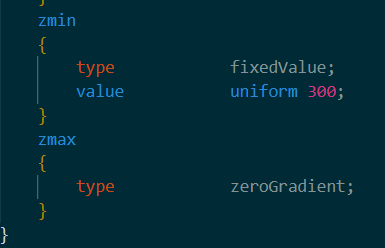 }
zmin
{
type fixedValue;
value uniform 300;
}
zmax
{
type zeroGradient;
}
}